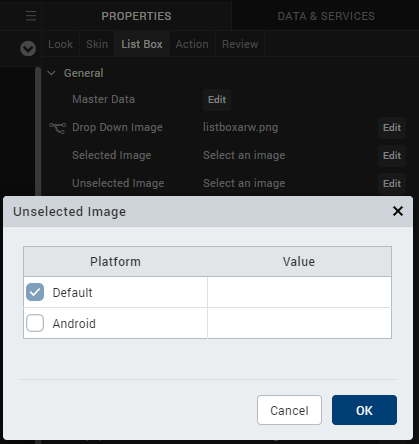 PROPERTIES DATA & SERVICES
Look Skin List Box Action Review
General
Master Data Edit
Drop Down Image listboxarw.png Edit
Selected Image Select an image Edit
Unselected Image Select an image Edit
Unselected Image
Platform Value
Default
Android
Cancel OK